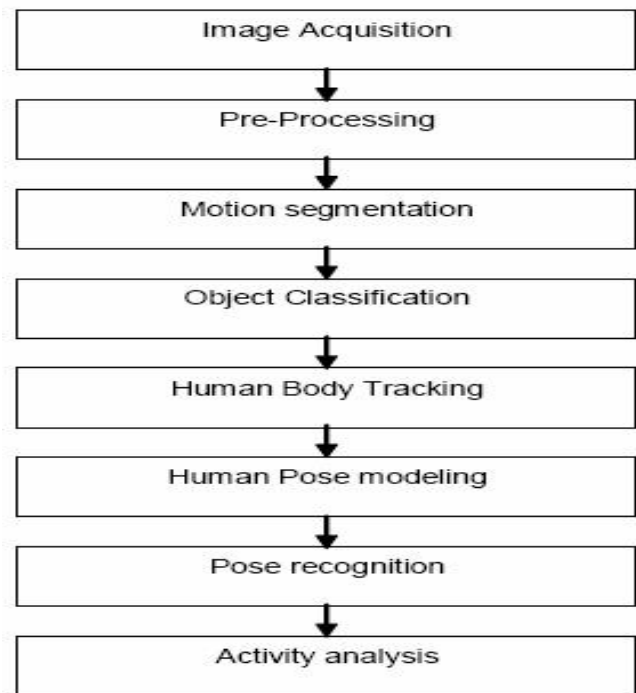 Image Acquisition
Pre-Processing
Motion segmentation
Object Classification
Human Body Tracking
Human Pose modeling
Pose recognition
Activity analysis